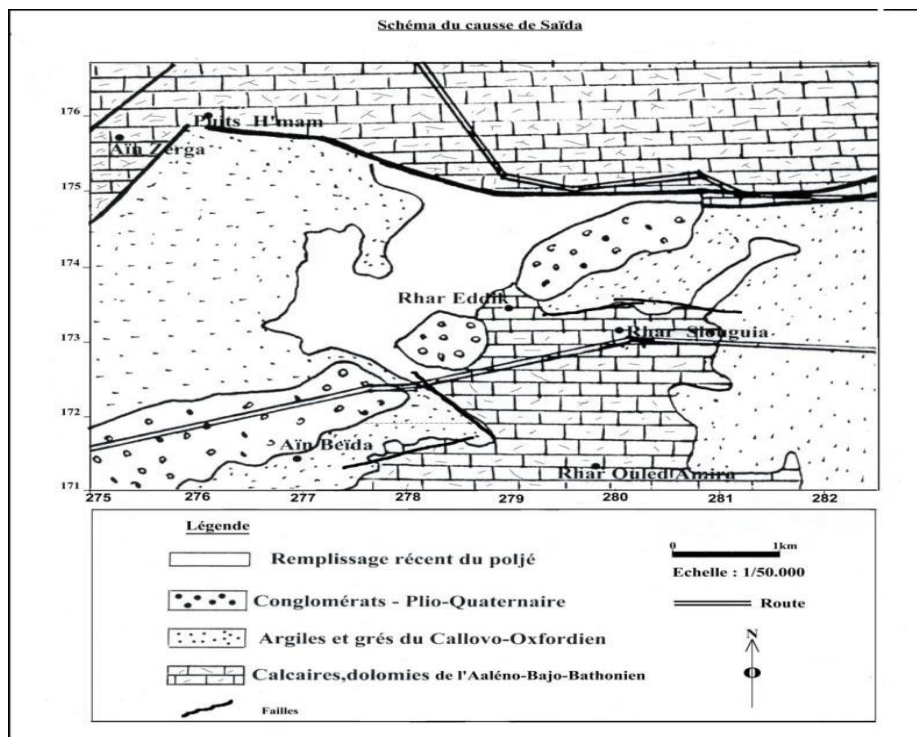 Schéma du causse de Saïda
176
Puits H'mam
Aïn Zerga
175
174
Rhar Eddik
173
Rhar Slouguia
172
Aïn Beïda
Rhar Ouled Amira
171
275 276 277 278 279 280 281 282
Légende
Remplissage récent du poljé
Conglomérats - Plio-Quaternaire
Argiles et grés du Callovo-Oxfordien
Calcaires,dolomies de l'Aaléno-Bajo-Bathonien
Failles
0 1km
Echelle : 1/50.000
Route
N